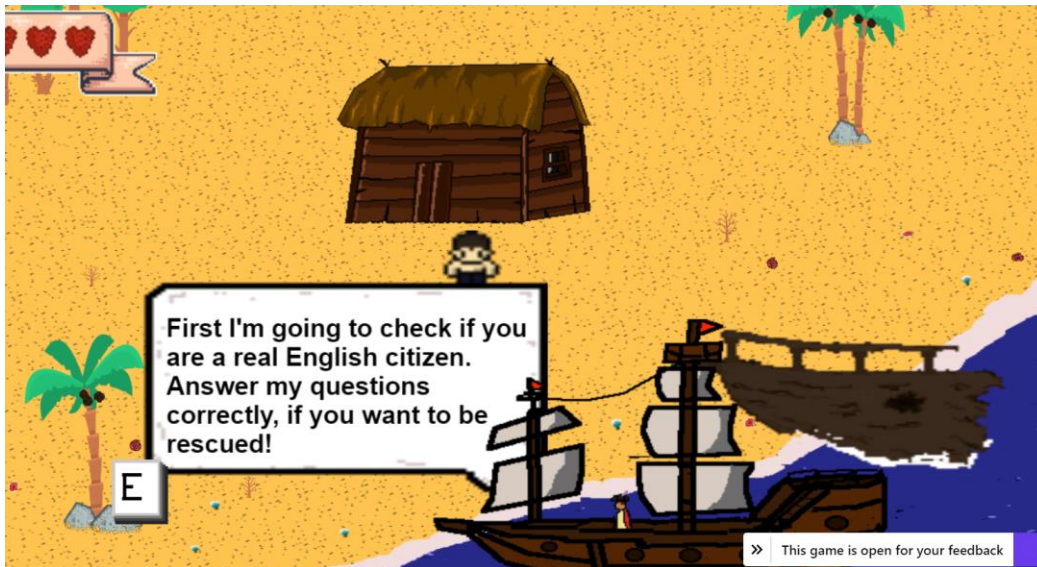 First I'm going to check if you
are a real English citizen.
Answer my questions
correctly, if you want to be
rescued!
E
» This game is open for your feedback